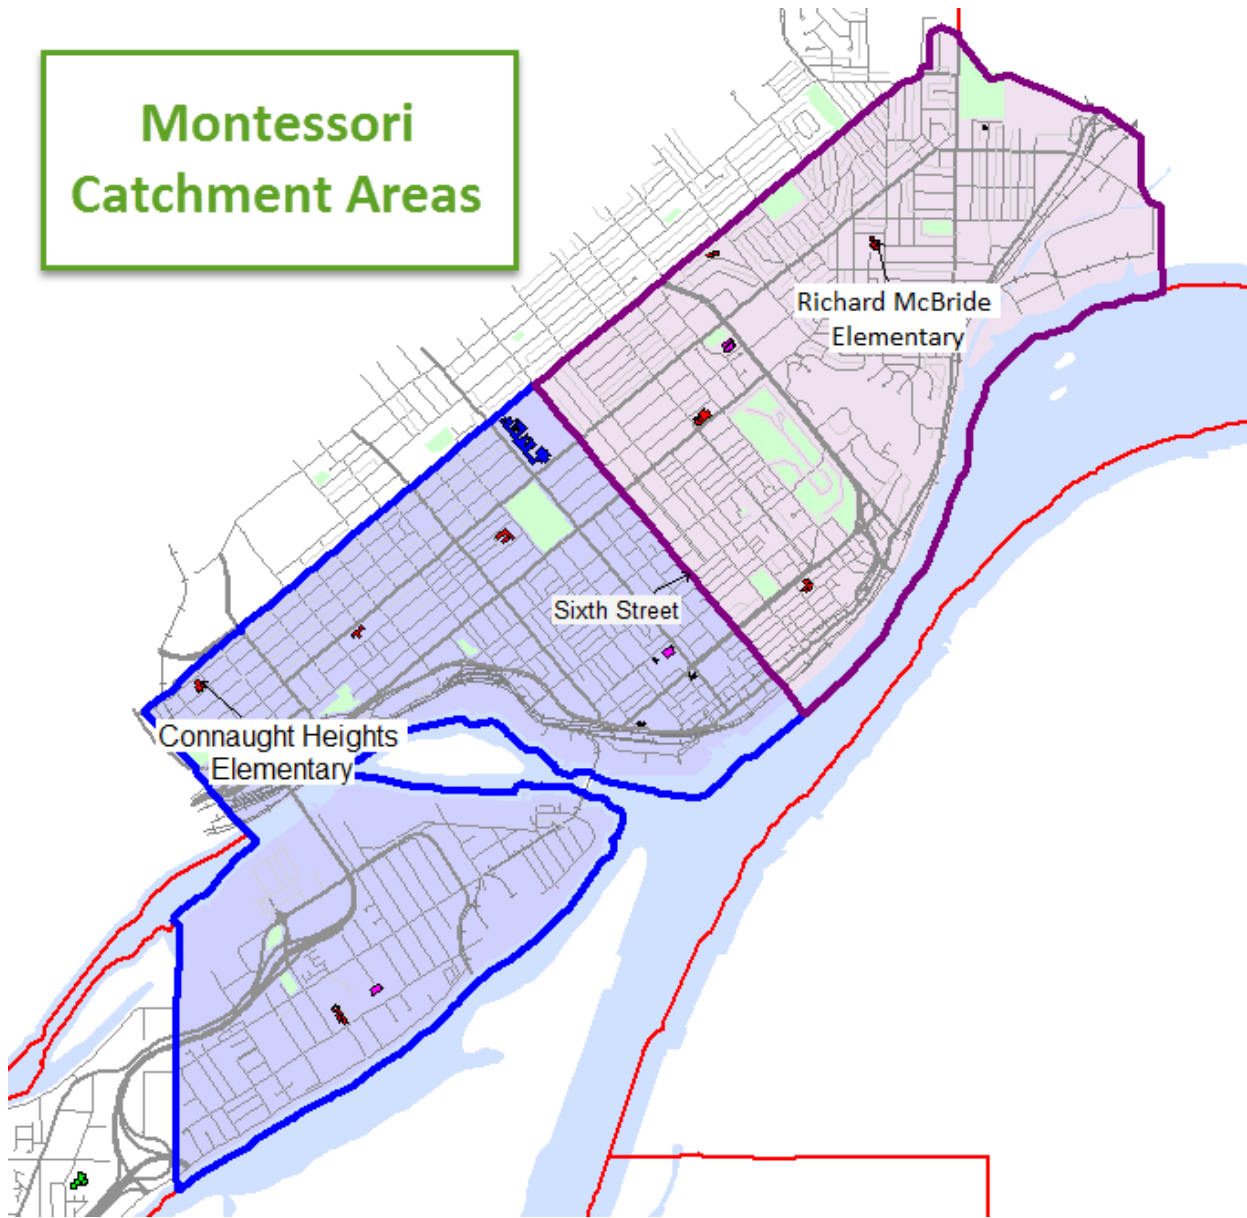 Montessori
Catchment Areas
Richard McBride
Elementary
Sixth Street
Connaught Heights
Elementary